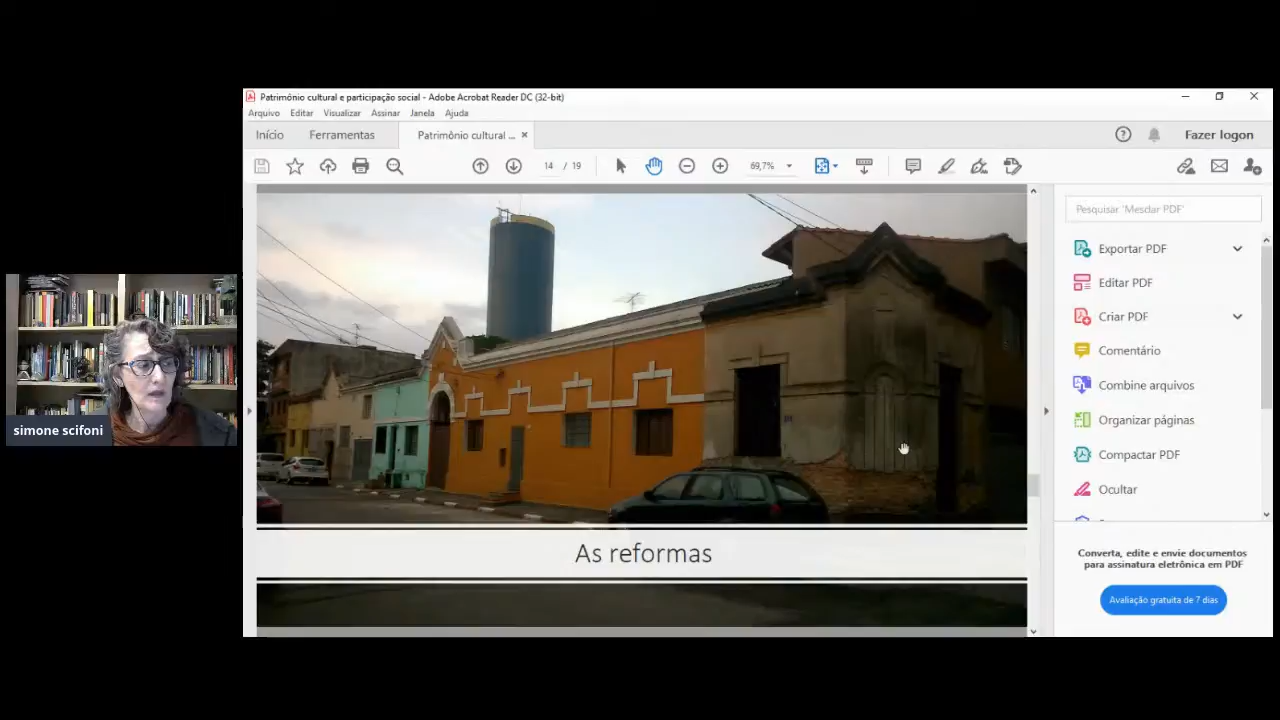 Patrimônio cultural e participação social - Adobe Acrobat Reader DC (32-bit)
Arquivo Editar Visualizar Assinar Janela Ajuda
Início Ferramentas Patrimônio cultural ... × Fazer logon
14 / 19 69,7%
Pesquisar 'Mesclar PDF'
Exportar PDF
Editar PDF
Criar PDF
Comentário
Combine arquivos
Organizar páginas
Compactar PDF
Ocultar
simone scifoni
As reformas
Converta, edite e envie documentos
para assinatura eletrônica em PDF
Avaliação gratuita de 7 dias